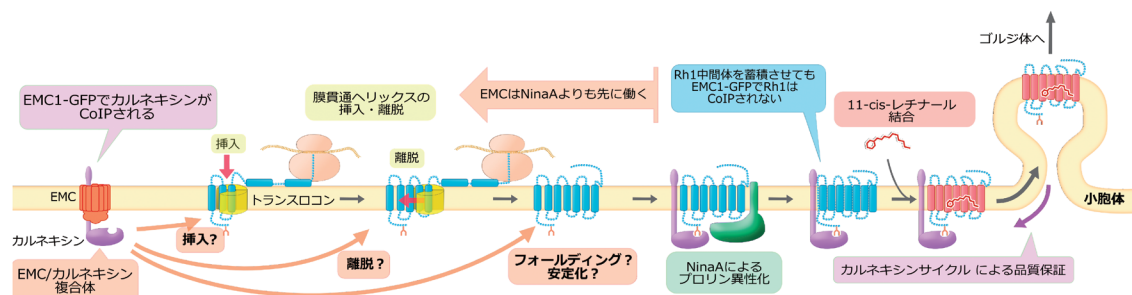 ゴルジ体へ
EMC1-GFPでカルネキシンが
CoIPされる
膜貫通ヘリックスの
挿入・離脱
EMCはNinaAよりも先に働く
Rh1中間体を蓄積させても
EMC1-GFPでRh1は
CoIPされない
11-cis-レチナール
結合
挿入
離脱
EMC
トランスロコン
小胞体
カルネキシン
挿入?
離脱?
フォールディング?
安定化?
EMC/カルネキシン
複合体
NinaAによる
プロリン異性化
カルネキシンサイクル による品質保証